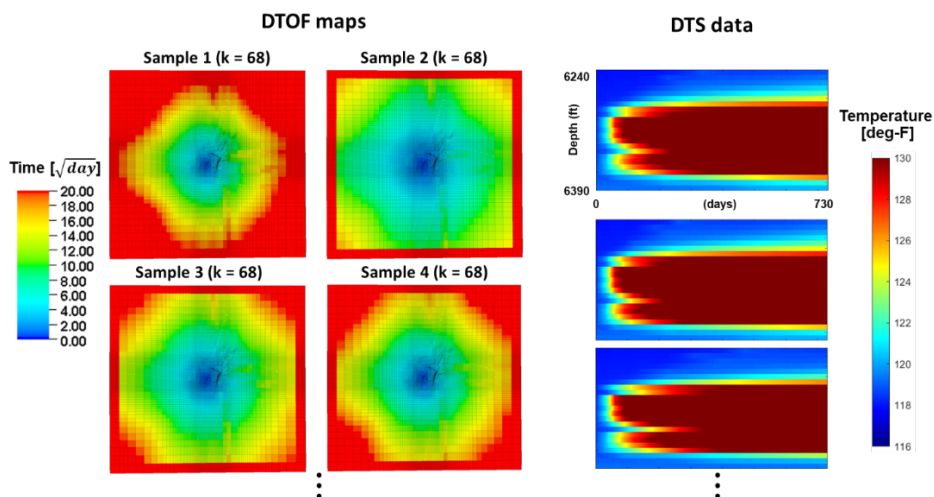 DTOF maps
DTS data
Sample 1 (k = 68)
Sample 2 (k = 68)
Time [√day]
20.00
18.00
16.00
14.00
12.00
10.00
8.00
6.00
4.00
2.00
0.00
Sample 3 (k = 68)
Sample 4 (k = 68)
6240
Depth (ft)
6390
0
(days)
730
Temperature
[deg-F]
130
128
126
124
122
120
118
116